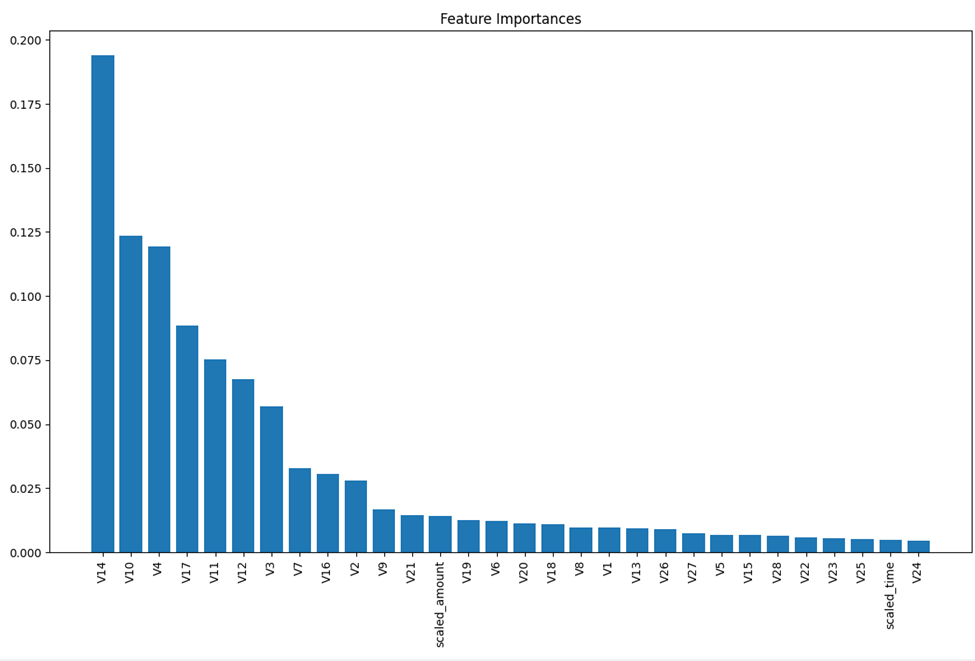 Feature Importances
0.200
0.175
0.150
0.125
0.100
0.075
0.050
0.025
0.000
V14
V10
V4
V17
V11
V12
V3
V7
V16
V2
V9
V21
scaled_amount
V19
V6
V20
V18
V8
V1
V13
V26
V27
V5
V15
V28
V22
V23
V25
scaled_time
V24